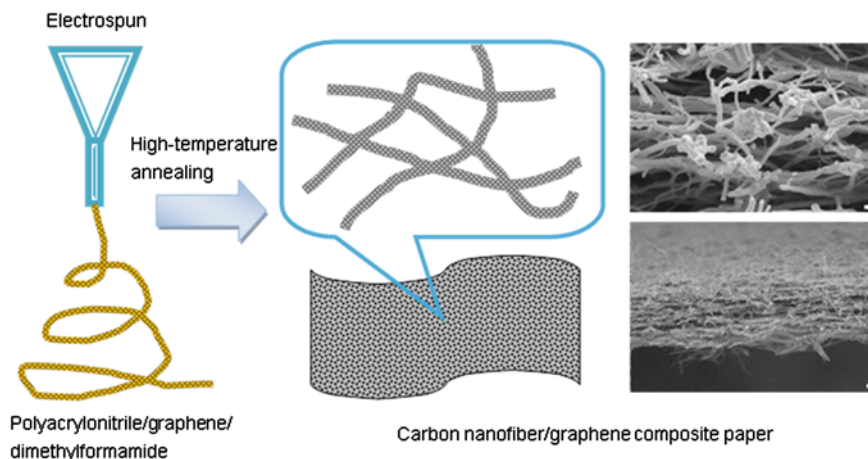 Electrospun
High-temperature
annealing
Polyacrylonitrile/graphene/
dimethylformamide
Carbon nanofiber/graphene composite paper